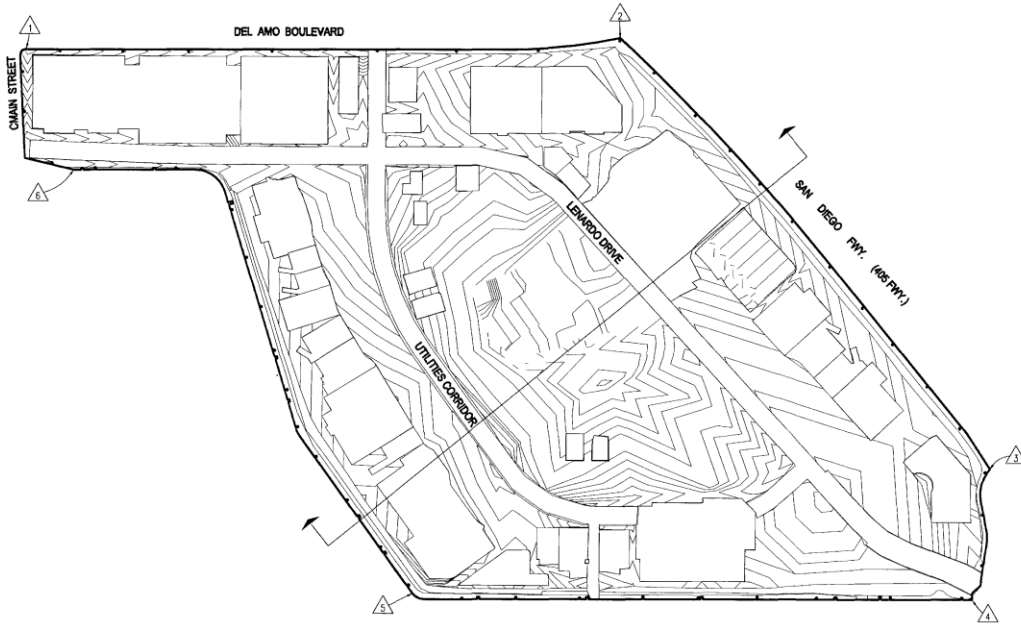 1
2
DEL AMO BOULEVARD
CMAIN STREET
6
SAN DIEGO FWY. (405 FWY.)
LENARDO DRIVE
UTILITIES CORRIDOR
3
5
4